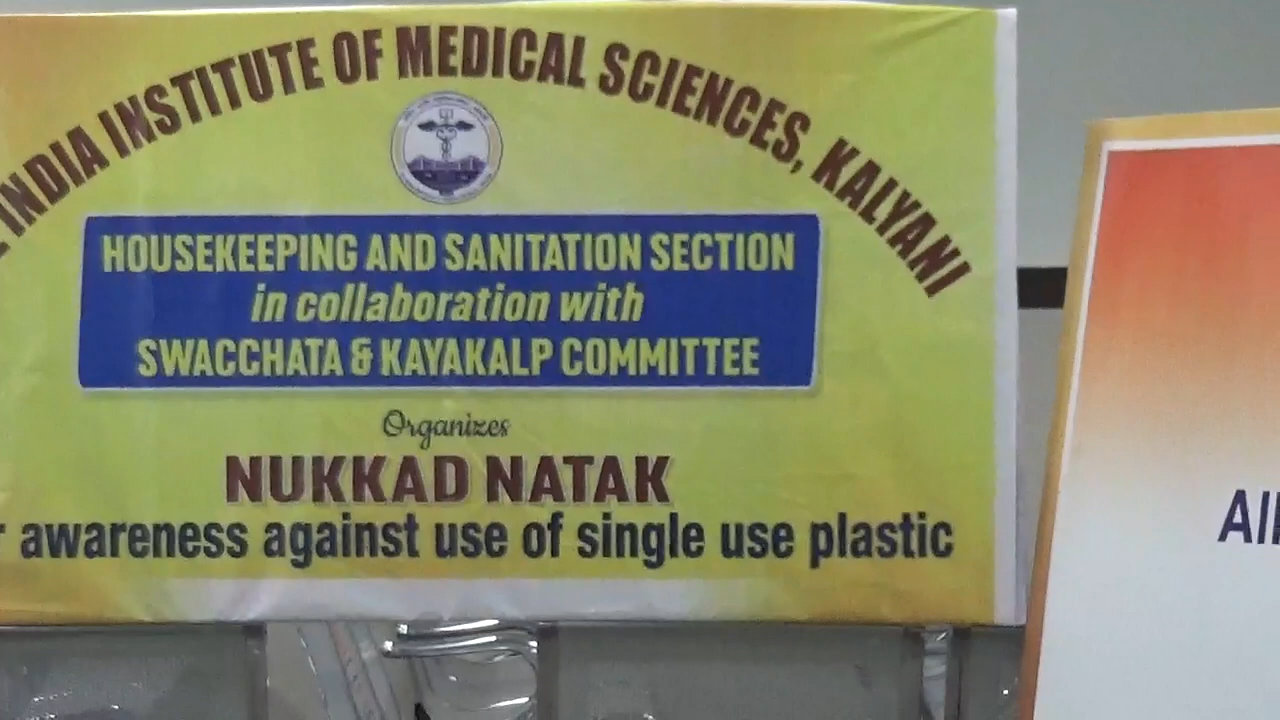 INDIA INSTITUTE OF MEDICAL SCIENCES, KALYANI
HOUSEKEEPING AND SANITATION SECTION
in collaboration with
SWACCHATA & KAYAKALP COMMITTEE
Organizes
NUKKAD NATAK
awareness against use of single use plastic